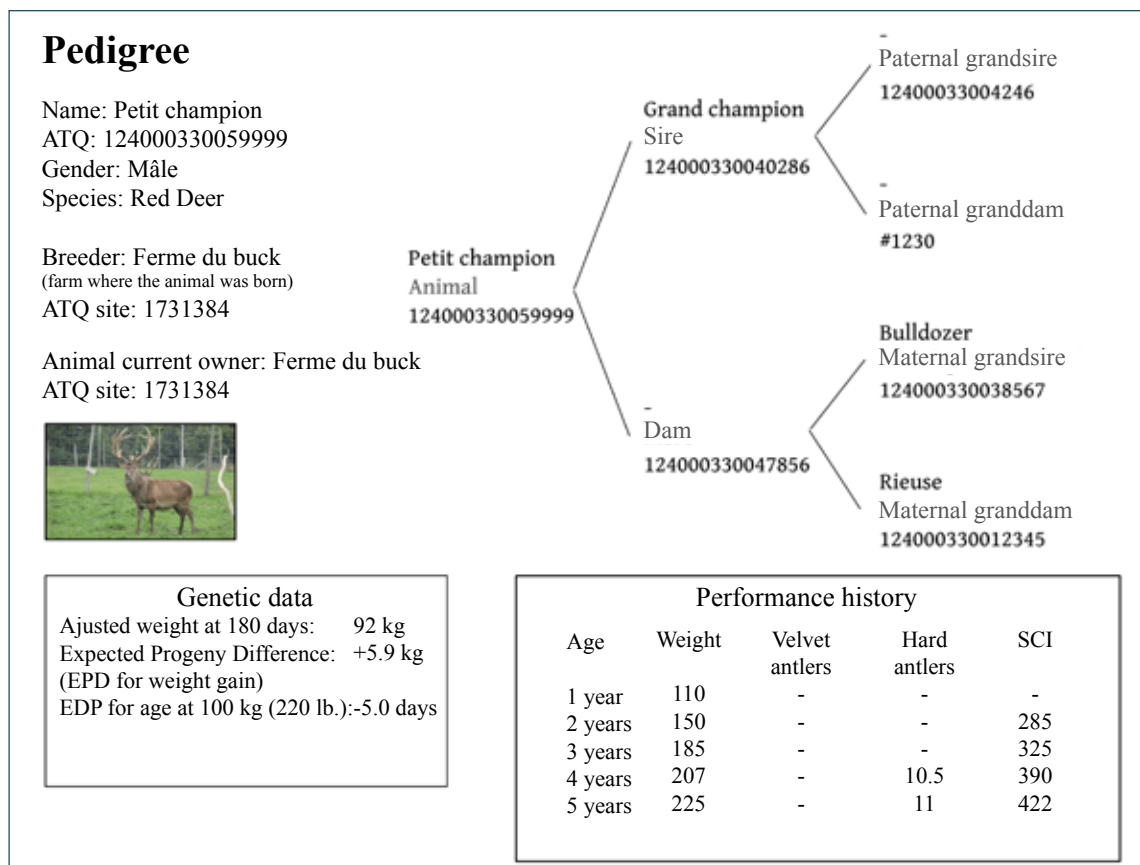 Pedigree
Name: Petit champion
ATQ: 124000330059999
Gender: Mâle
Species: Red Deer
Breeder: Ferme du buck
(farm where the animal was born)
ATQ site: 1731384
Animal current owner: Ferme du buck
ATQ site: 1731384
Petit champion
Animal
124000330059999
Grand champion
Sire
124000330040286
-
Dam
124000330047856
-
Paternal grandsire
12400033004246
-
Paternal granddam
#1230
Bulldozer
Maternal grandsire
124000330038567
Rieuse
Maternal granddam
124000330012345
Genetic data
Ajusted weight at 180 days: 92 kg
Expected Progeny Difference: +5.9 kg
(EPD for weight gain)
EDP for age at 100 kg (220 lb.):-5.0 days
Performance history
Age Weight Velvet antlers Hard antlers SCI
1 year 110 - - -
2 years 150 - - 285
3 years 185 - - 325
4 years 207 - 10.5 390
5 years 225 - 11 422